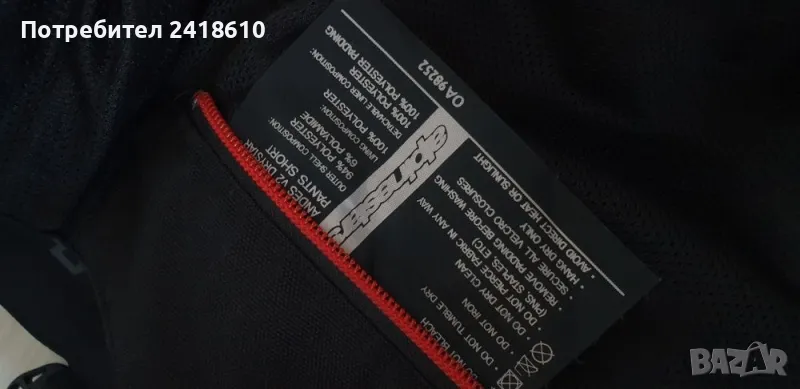 Потребител 2418610
ANDES V2 DRYSTAR
PANTS SHORT
OUTER SHELL COMPOSITION:
94% POLYESTER
6% POLYAMIDE
LINING COMPOSITION:
100% POLYESTER
DETACHABLE LINER COMPOSITION:
100% POLYESTER
100% POLYESTER PADDING
OA 98252
alpinestars
BLEACH
• DO NOT TUMBLE DRY
• DO NOT IRON
• DO NOT DRY CLEAN
• DO NOT PIERCE FABRIC IN ANY WAY
(PINS, STAPLES, ETC)
• REMOVE PADDING BEFORE WASHING
• SECURE ALL VELCRO CLOSURES
• HANG DRY ONLY
• AVOID DIRECT HEAT OR SUNLIGHT
BAZAR